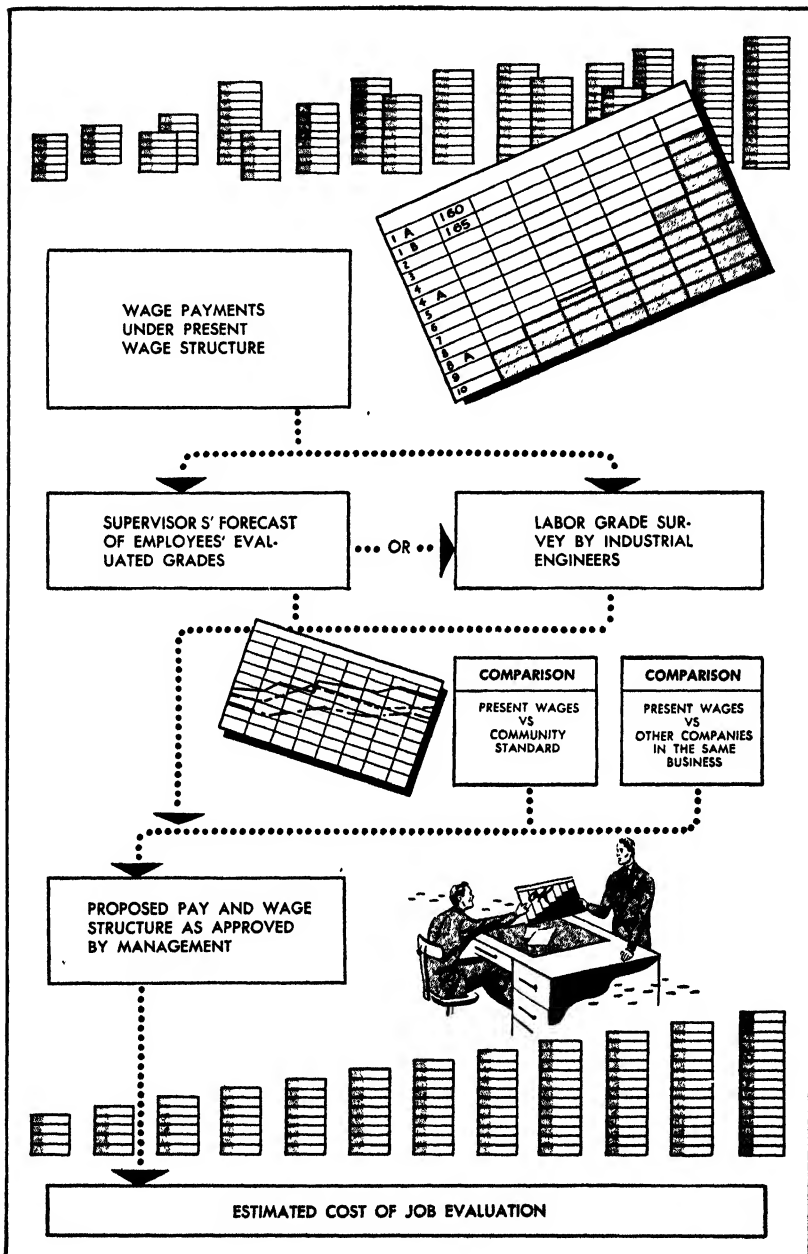 1 A 160
1 B 165
2
3
4
4 A
5
6
7
8
8 A
9
10
WAGE PAYMENTS
UNDER PRESENT
WAGE STRUCTURE
SUPERVISOR S' FORECAST
OF EMPLOYEES' EVAL-
UATED GRADES
OR
LABOR GRADE SUR-
VEY BY INDUSTRIAL
ENGINEERS
COMPARISON
PRESENT WAGES
VS
COMMUNITY
STANDARD
COMPARISON
PRESENT WAGES
VS
OTHER COMPANIES
IN THE SAME
BUSINESS
PROPOSED PAY AND WAGE
STRUCTURE AS APPROVED
BY MANAGEMENT
ESTIMATED COST OF JOB EVALUATION